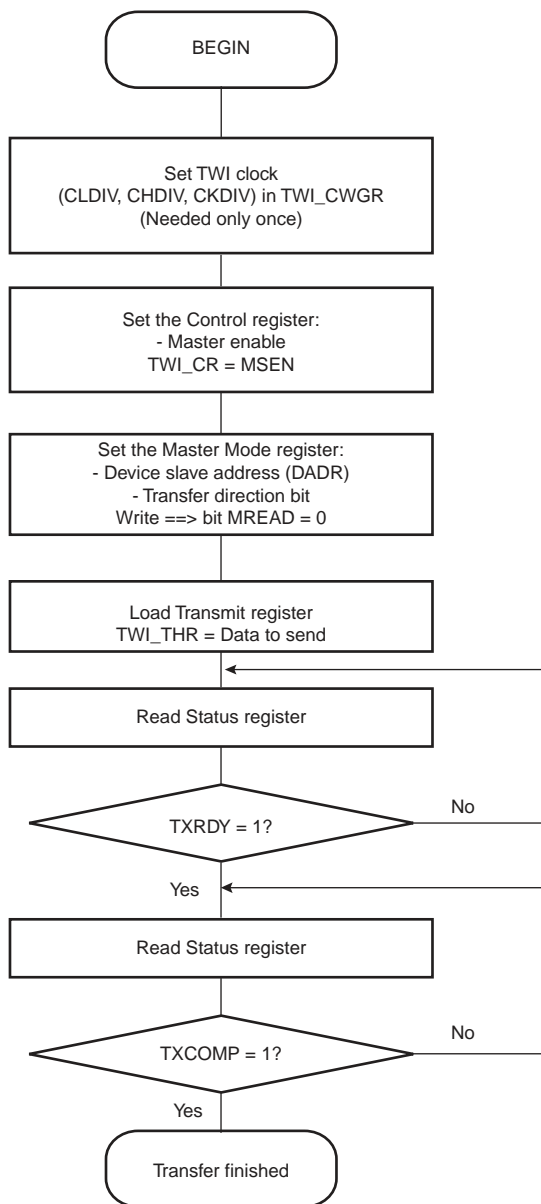 BEGIN
Set TWI clock
(CLDIV, CHDIV, CKDIV) in TWI_CWGR
(Needed only once)
Set the Control register:
- Master enable
TWI_CR = MSEN
Set the Master Mode register:
- Device slave address (DADR)
- Transfer direction bit
Write ==> bit MREAD = 0
Load Transmit register
TWI_THR = Data to send
Read Status register
TXRDY = 1?
No
Yes
Read Status register
TXCOMP = 1?
No
Yes
Transfer finished